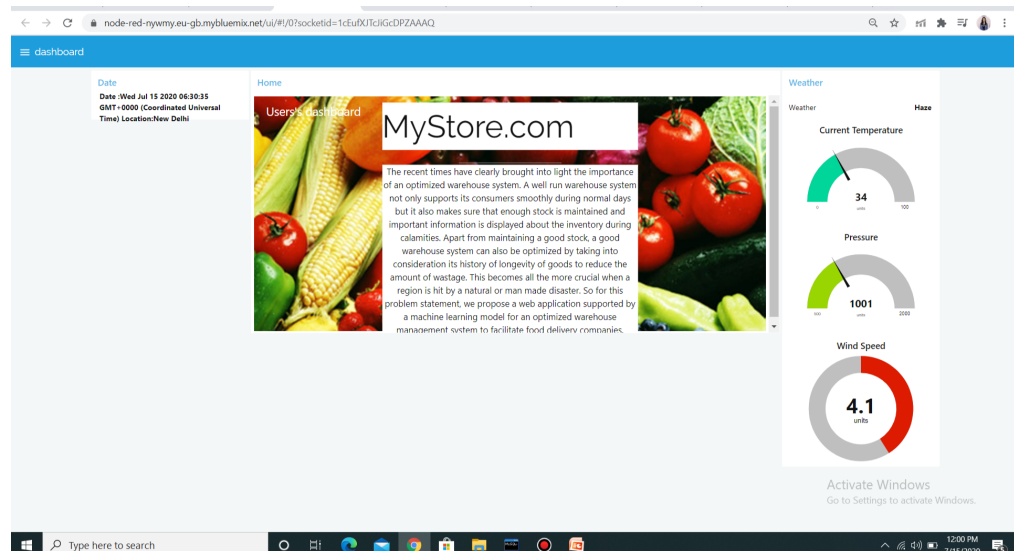 node-red-nywmy.eu-gb.mybluemix.net/ui/#!/0?socketid=1cEufXJTcJiGcDPZAAAQ
dashboard
Date
Date :Wed Jul 15 2020 06:30:35
GMT+0000 (Coordinated Universal
Time) Location:New Delhi
Home
Users's dashboard
MyStore.com
The recent times have clearly brought into light the importance
of an optimized warehouse system. A well run warehouse system
not only supports its consumers smoothly during normal days
but it also makes sure that enough stock is maintained and
important information is displayed about the inventory during
calamities. Apart from maintaining a good stock, a good
warehouse system can also be optimized by taking into
consideration its history of longevity of goods to reduce the
amount of wastage. This becomes all the more crucial when a
region is hit by a natural or man made disaster. So for this
problem statement, we propose a web application supported by
a machine learning model for an optimized warehouse
management system to facilitate food delivery companies.
Weather
Weather Haze
Current Temperature
34
0 units 100
Pressure
1001
units 2000
Wind Speed
4.1
units
Activate Windows
Go to Settings to activate Windows.
Type here to search
12:00 PM
7/15/2020